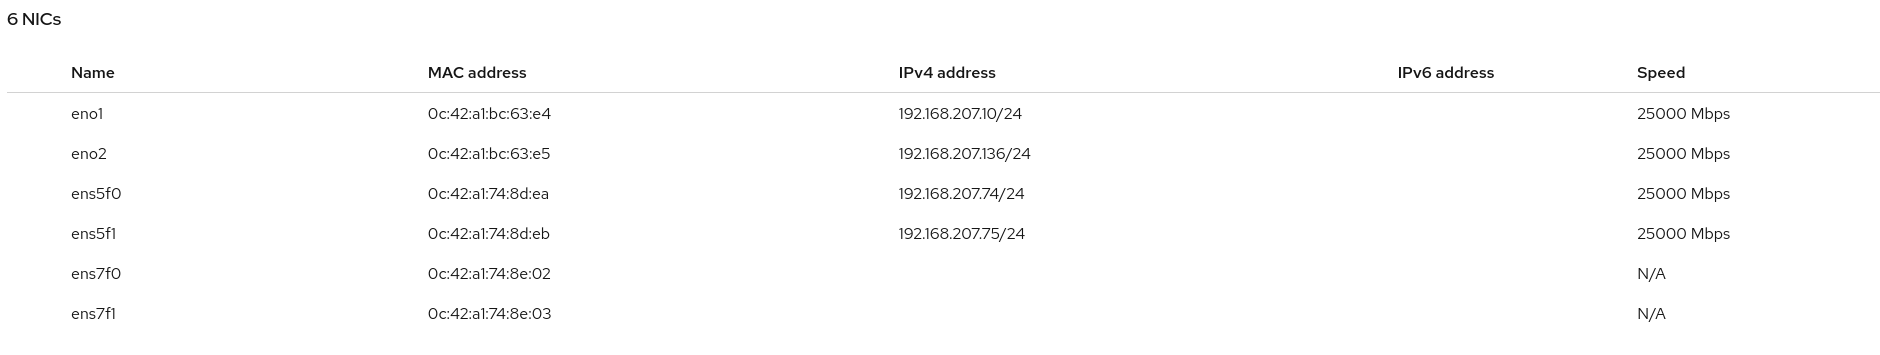 6 NICs
Name MAC address IPv4 address IPv6 address Speed
eno1 0c:42:a1:bc:63:e4 192.168.207.10/24 25000 Mbps
eno2 0c:42:a1:bc:63:e5 192.168.207.136/24 25000 Mbps
ens5f0 0c:42:a1:74:8d:ea 192.168.207.74/24 25000 Mbps
ens5f1 0c:42:a1:74:8d:eb 192.168.207.75/24 25000 Mbps
ens7f0 0c:42:a1:74:8e:02 N/A
ens7f1 0c:42:a1:74:8e:03 N/A